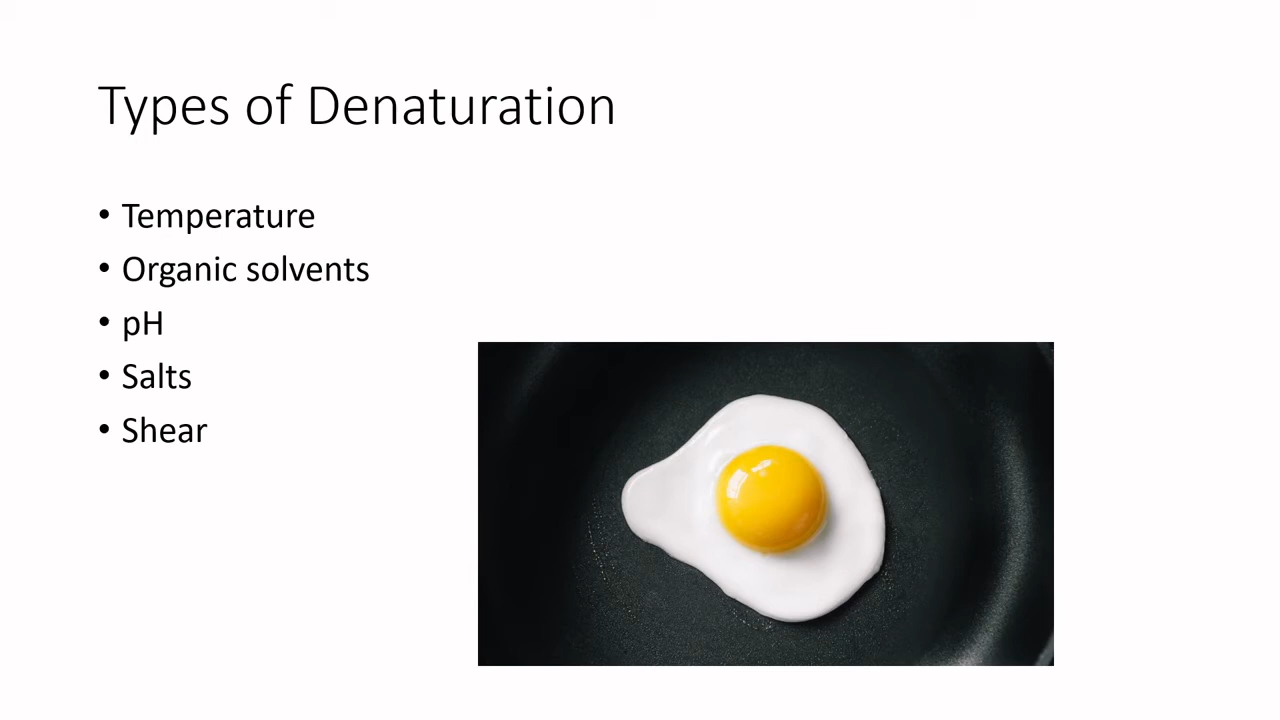 Types of Denaturation
• Temperature
• Organic solvents
• pH
• Salts
• Shear